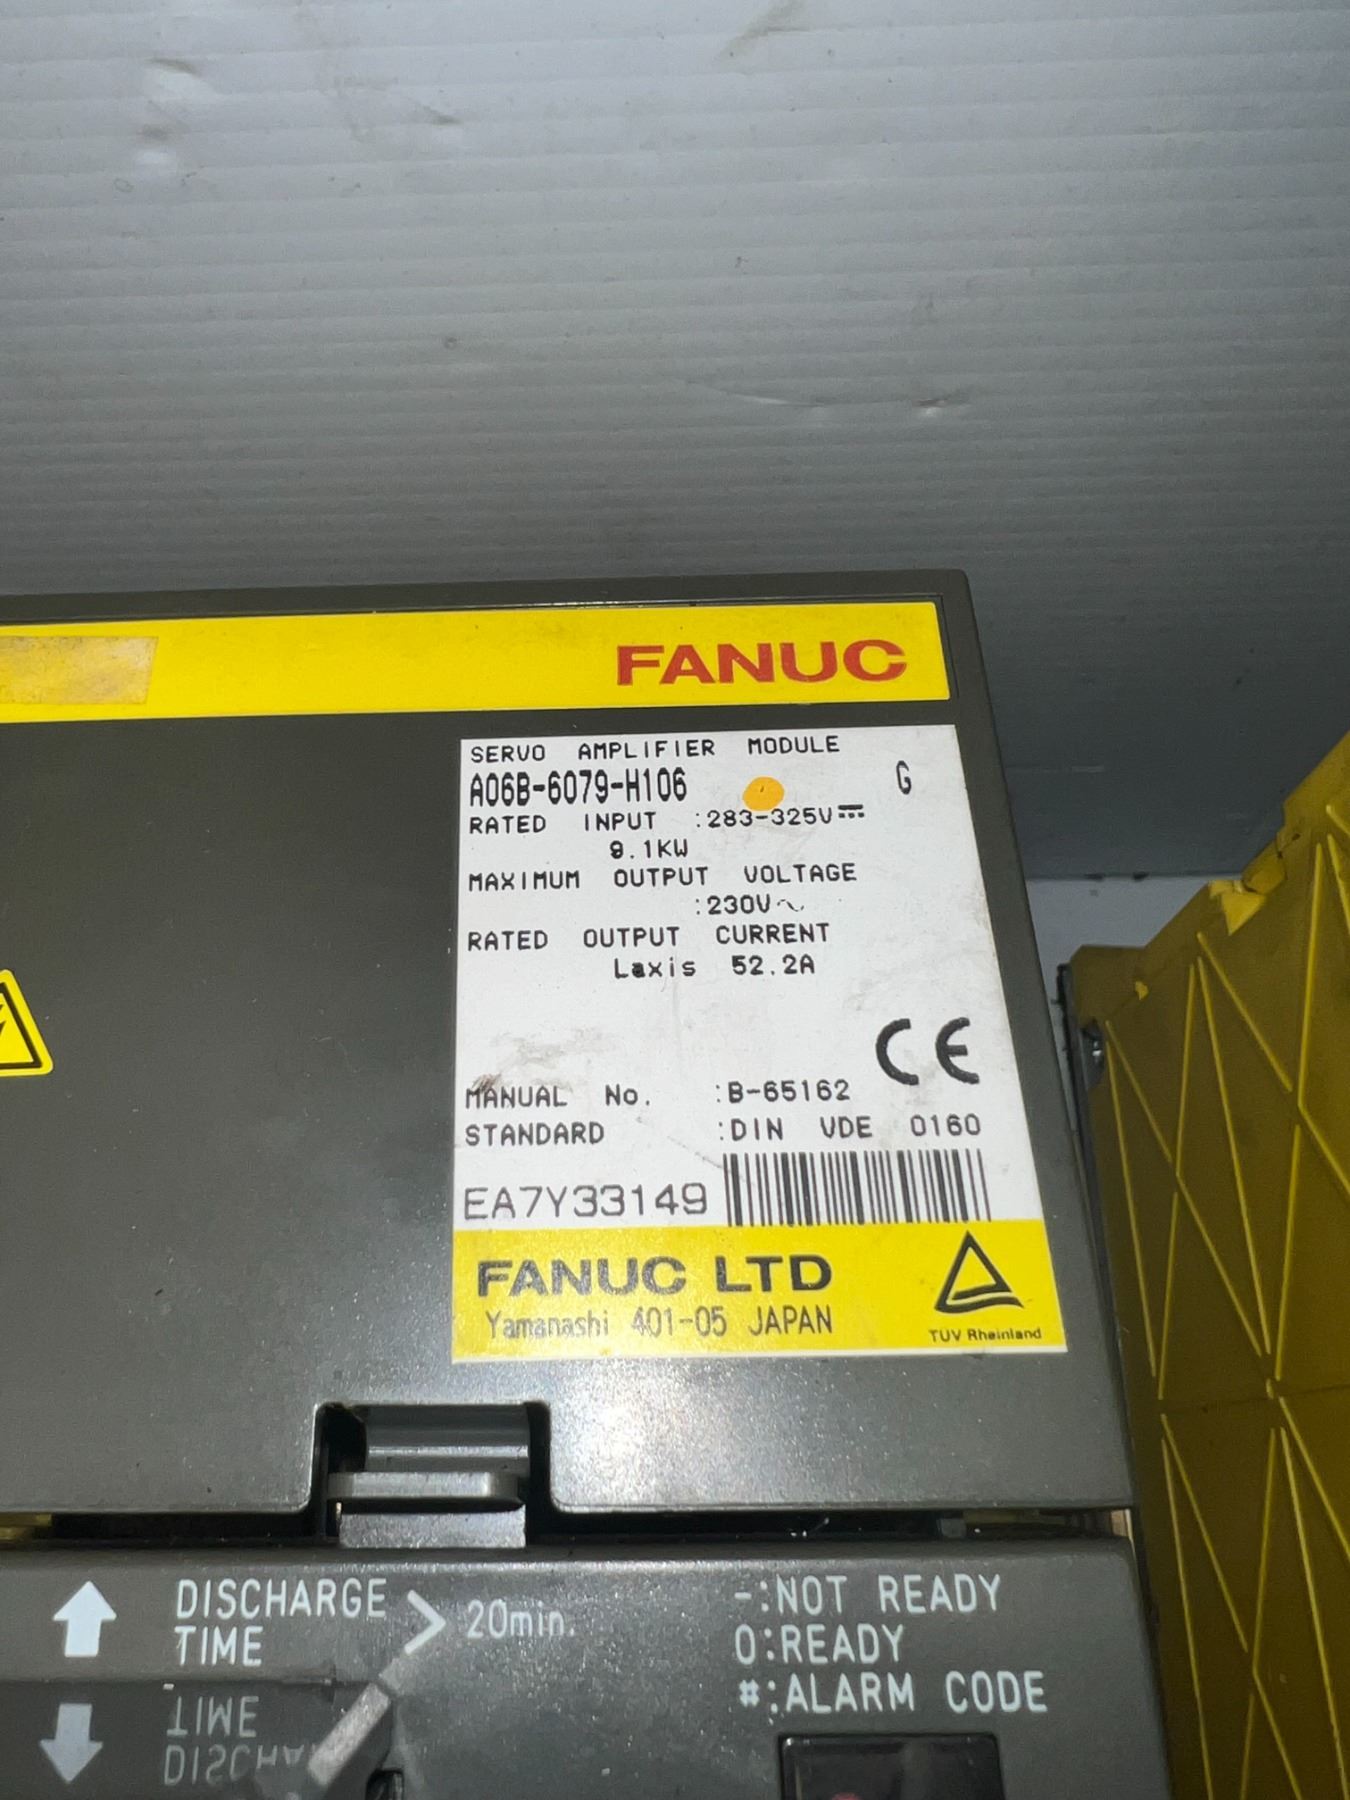 FANUC
SERVO AMPLIFIER MODULE
A06B-6079-H106 G
RATED INPUT :283-325V⎓
9.1KW
MAXIMUM OUTPUT VOLTAGE
:230V~
RATED OUTPUT CURRENT
Laxis 52.2A
CE
MANUAL No. :B-65162
STANDARD :DIN VDE 0160
EA7Y33149
FANUC LTD
Yamanashi 401-05 JAPAN
TUV Rheinland
DISCHARGE TIME > 20min.
-:NOT READY
0:READY
#:ALARM CODE
TIME